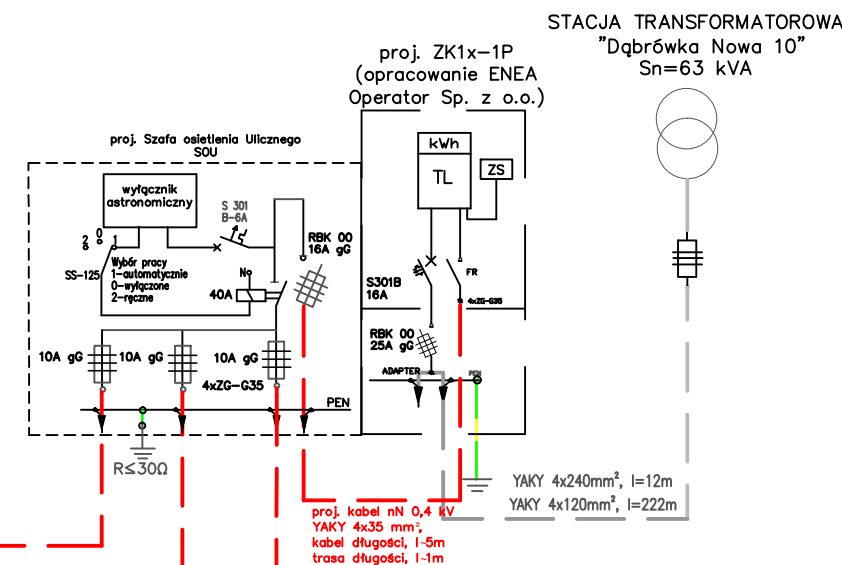 STACJA TRANSFORMATOROWA
"Dąbrówka Nowa 10"
Sn=63 kVA
proj. ZK1x-1P
(opracowanie ENEA
Operator Sp. z o.o.)
proj. Szafa osietlenia Ulicznego
SOU
kWh
TL
ZS
wyłącznik
astronomiczny
S 301
B-6A
RBK 00
16A gG
2
0
1
SS-125
Wybór pracy
1-automatycznie
0-wyłączone
2-ręczne
N
40A
S301B
16A
FR
4xZG-G35
RBK 00
25A gG
ADAPTER
PEN
10A gG
10A gG
10A gG
4xZG-G35
PEN
R≤30Ω
YAKY 4x240mm², l=12m
YAKY 4x120mm², l=222m
proj. kabel nN 0,4 kV
YAKY 4x35 mm²,
kabel długości, l~5m
trasa długości, l~1m